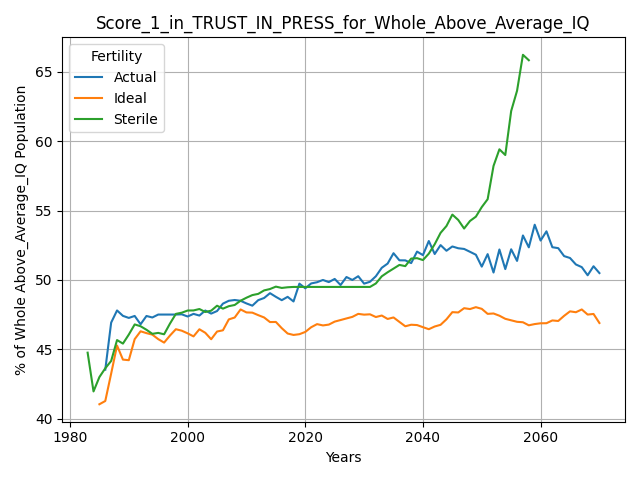 Score_1_in_TRUST_IN_PRESS_for_Whole_Above_Average_IQ
Fertility
Actual
Ideal
Sterile
% of Whole Above_Average_IQ Population
65
60
55
50
45
40
1980
2000
2020
2040
2060
Years